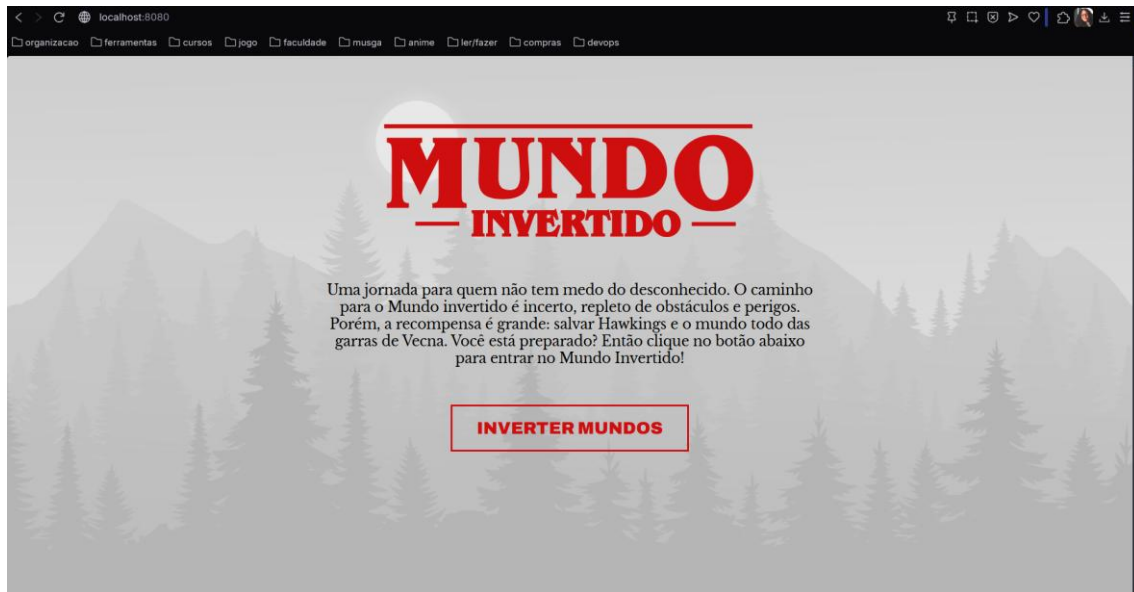 localhost:8080
organizacao ferramentas cursos jogo faculdade musga anime ler/fazer compras devops
MUNDO
INVERTIDO
Uma jornada para quem não tem medo do desconhecido. O caminho
para o Mundo invertido é incerto, repleto de obstáculos e perigos.
Porém, a recompensa é grande: salvar Hawkings e o mundo todo das
garras de Vecna. Você está preparado? Então clique no botão abaixo
para entrar no Mundo Invertido!
INVERTER MUNDOS